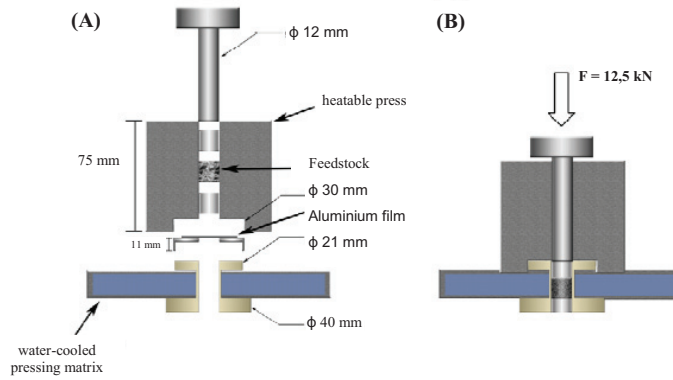 (A)
(B)
ϕ 12 mm
F = 12,5 kN
heatable press
75 mm
Feedstock
ϕ 30 mm
Aluminium film
11 mm
ϕ 21 mm
ϕ 40 mm
water-cooled
pressing matrix